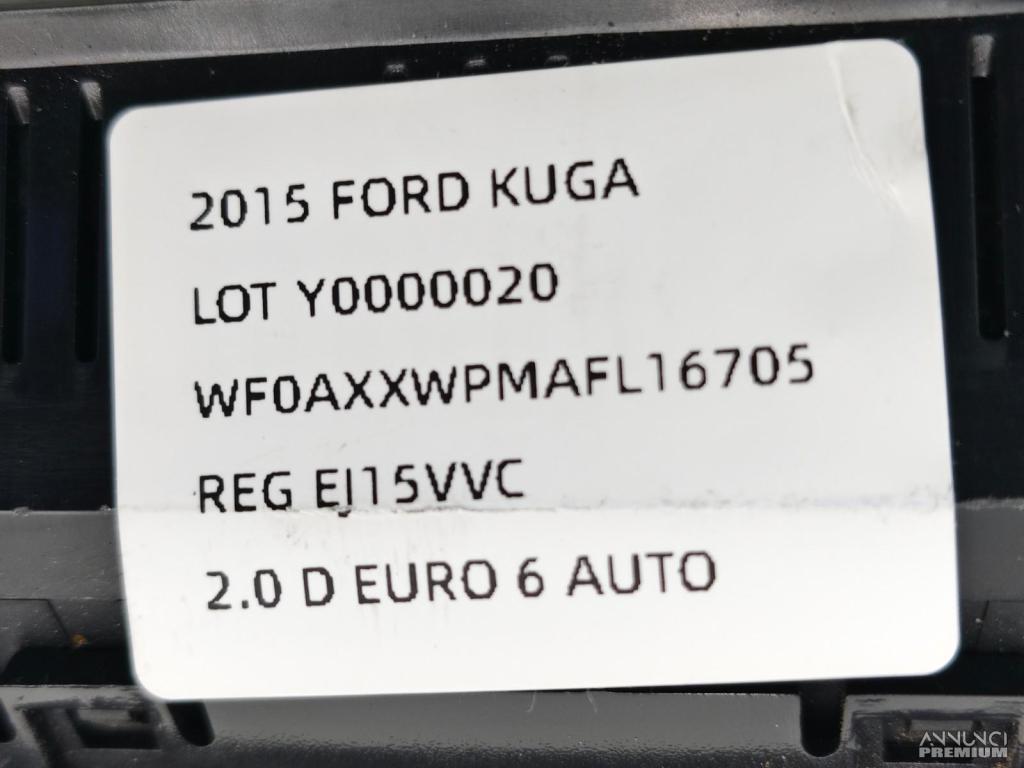 2015 FORD KUGA
LOT Y0000020
WF0AXXWPMAFL16705
REG EJ15VVC
2.0 D EURO 6 AUTO
ANNUNCI
PREMIUM